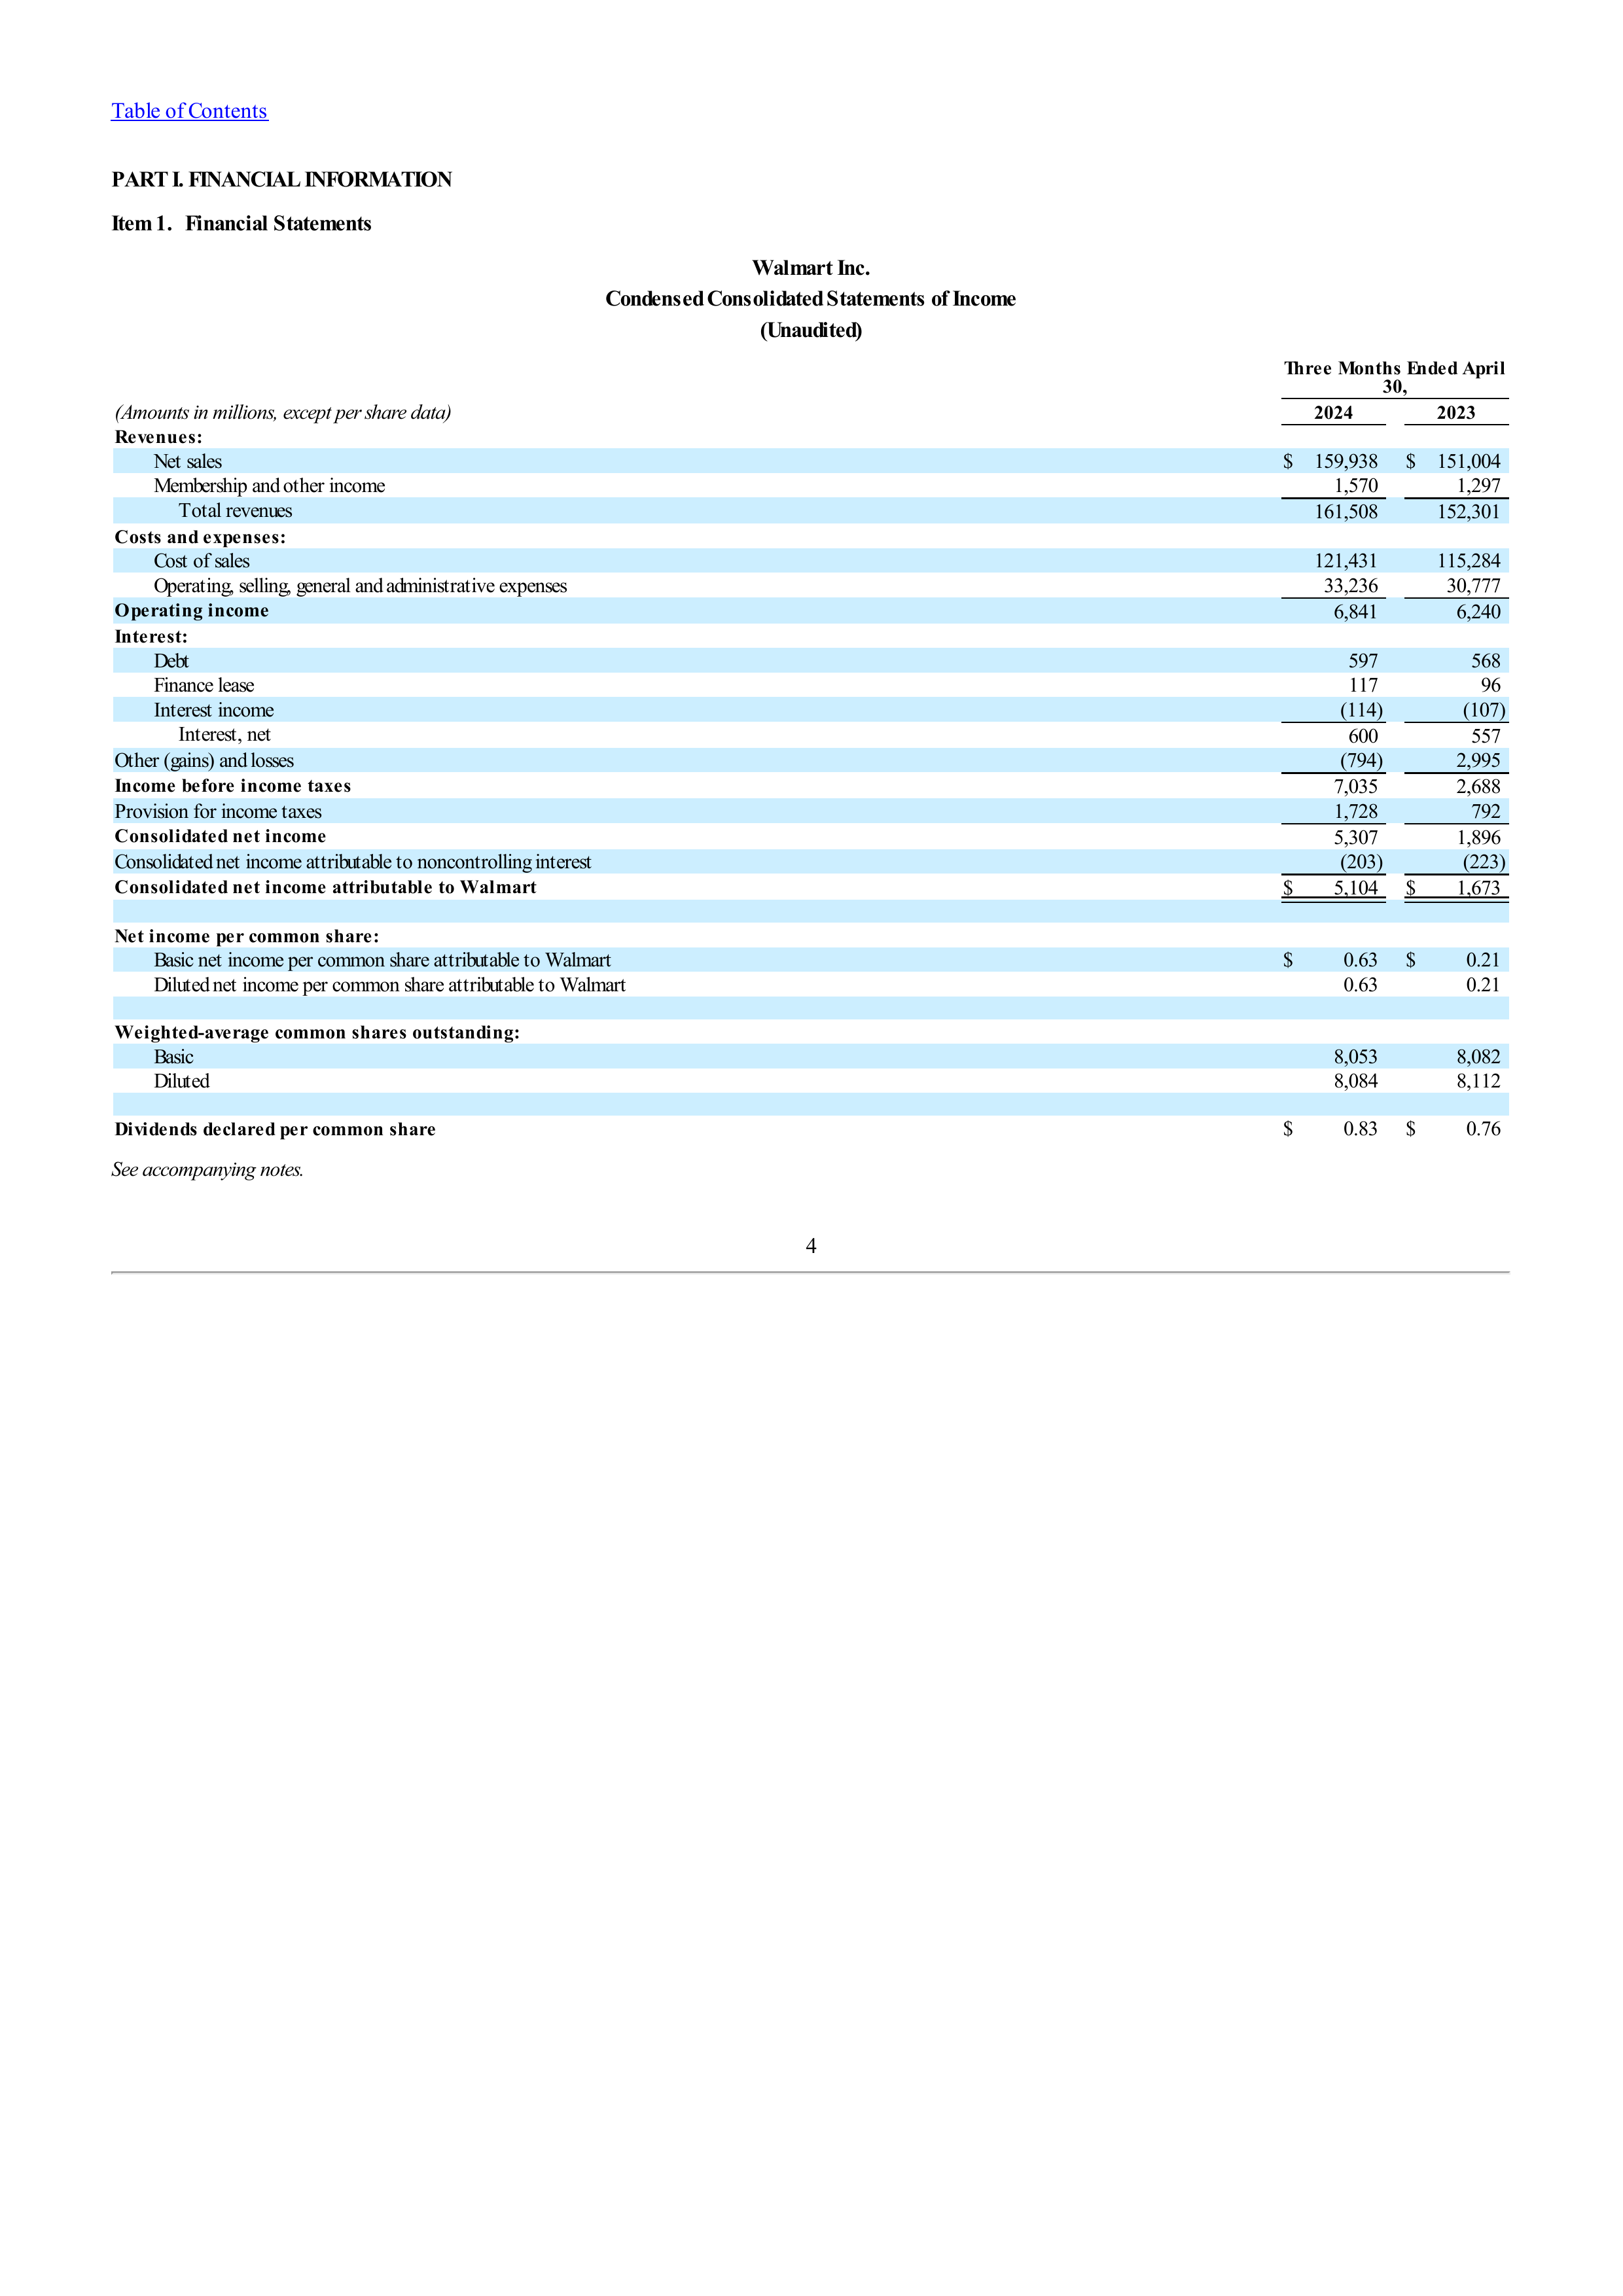 Table of Contents
PART I. FINANCIAL INFORMATION
Item 1. Financial Statements
Walmart Inc.
Condensed Consolidated Statements of Income
(Unaudited)
Three Months Ended April
30,
(Amounts in millions, except per share data) 2024 2023
Revenues:
Net sales $ 159,938 $ 151,004
Membership and other income 1,570 1,297
Total revenues 161,508 152,301
Costs and expenses:
Cost of sales 121,431 115,284
Operating, selling, general and administrative expenses 33,236 30,777
Operating income 6,841 6,240
Interest:
Debt 597 568
Finance lease 117 96
Interest income (114) (107)
Interest, net 600 557
Other (gains) and losses (794) 2,995
Income before income taxes 7,035 2,688
Provision for income taxes 1,728 792
Consolidated net income 5,307 1,896
Consolidated net income attributable to noncontrolling interest (203) (223)
Consolidated net income attributable to Walmart $ 5,104 $ 1,673
Net income per common share:
Basic net income per common share attributable to Walmart $ 0.63 $ 0.21
Diluted net income per common share attributable to Walmart 0.63 0.21
Weighted-average common shares outstanding:
Basic 8,053 8,082
Diluted 8,084 8,112
Dividends declared per common share $ 0.83 $ 0.76
See accompanying notes.
4